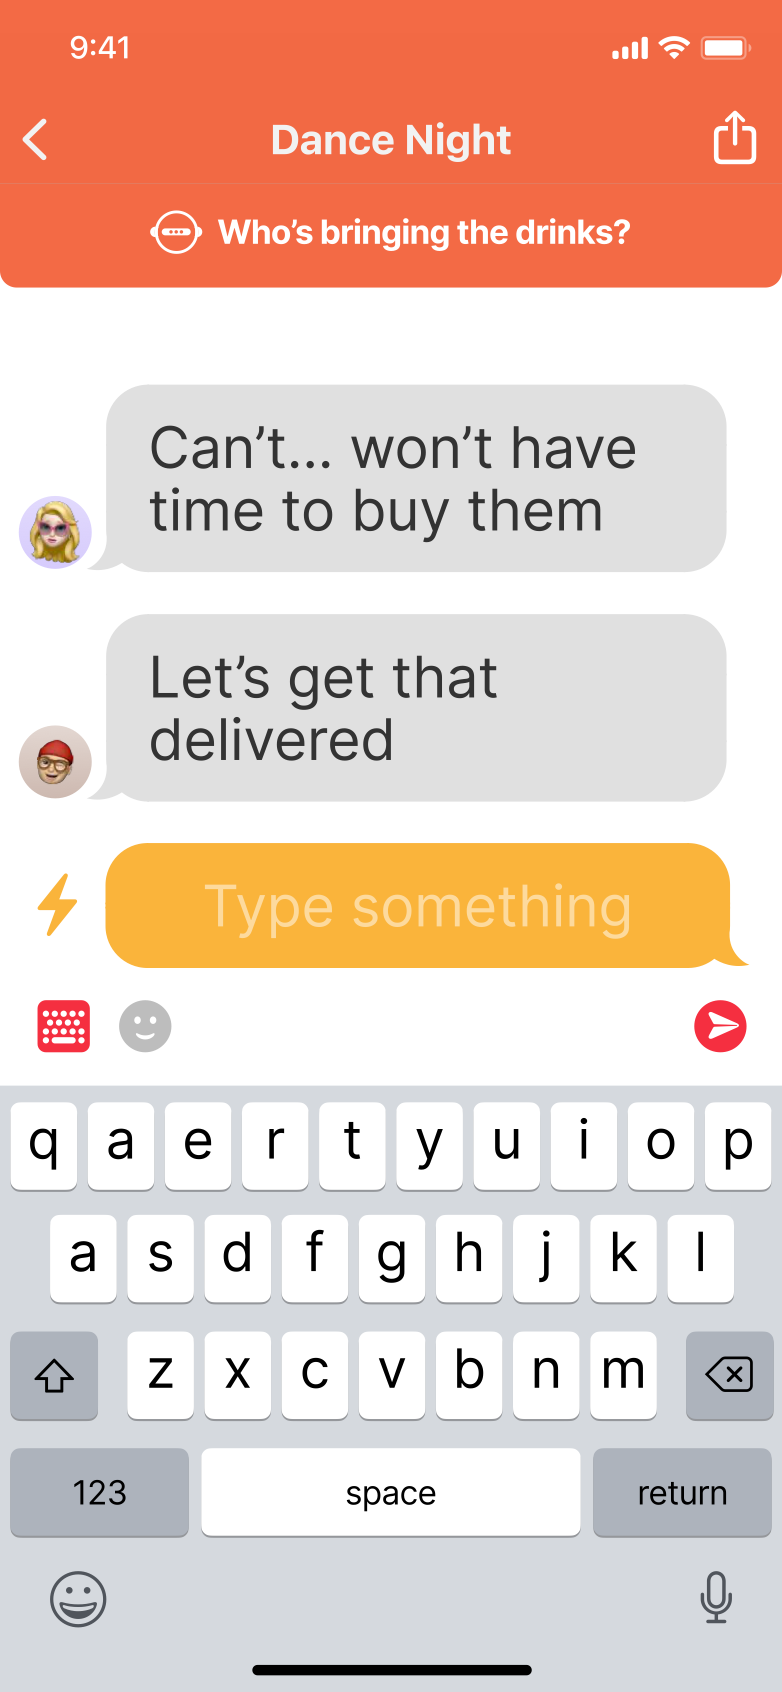 9:41
Dance Night
Who’s bringing the drinks?
Can’t... won’t have
time to buy them
Let’s get that
delivered
Type something
q a e r t y u i o p
a s d f g h j k l
z x c v b n m
123 space return